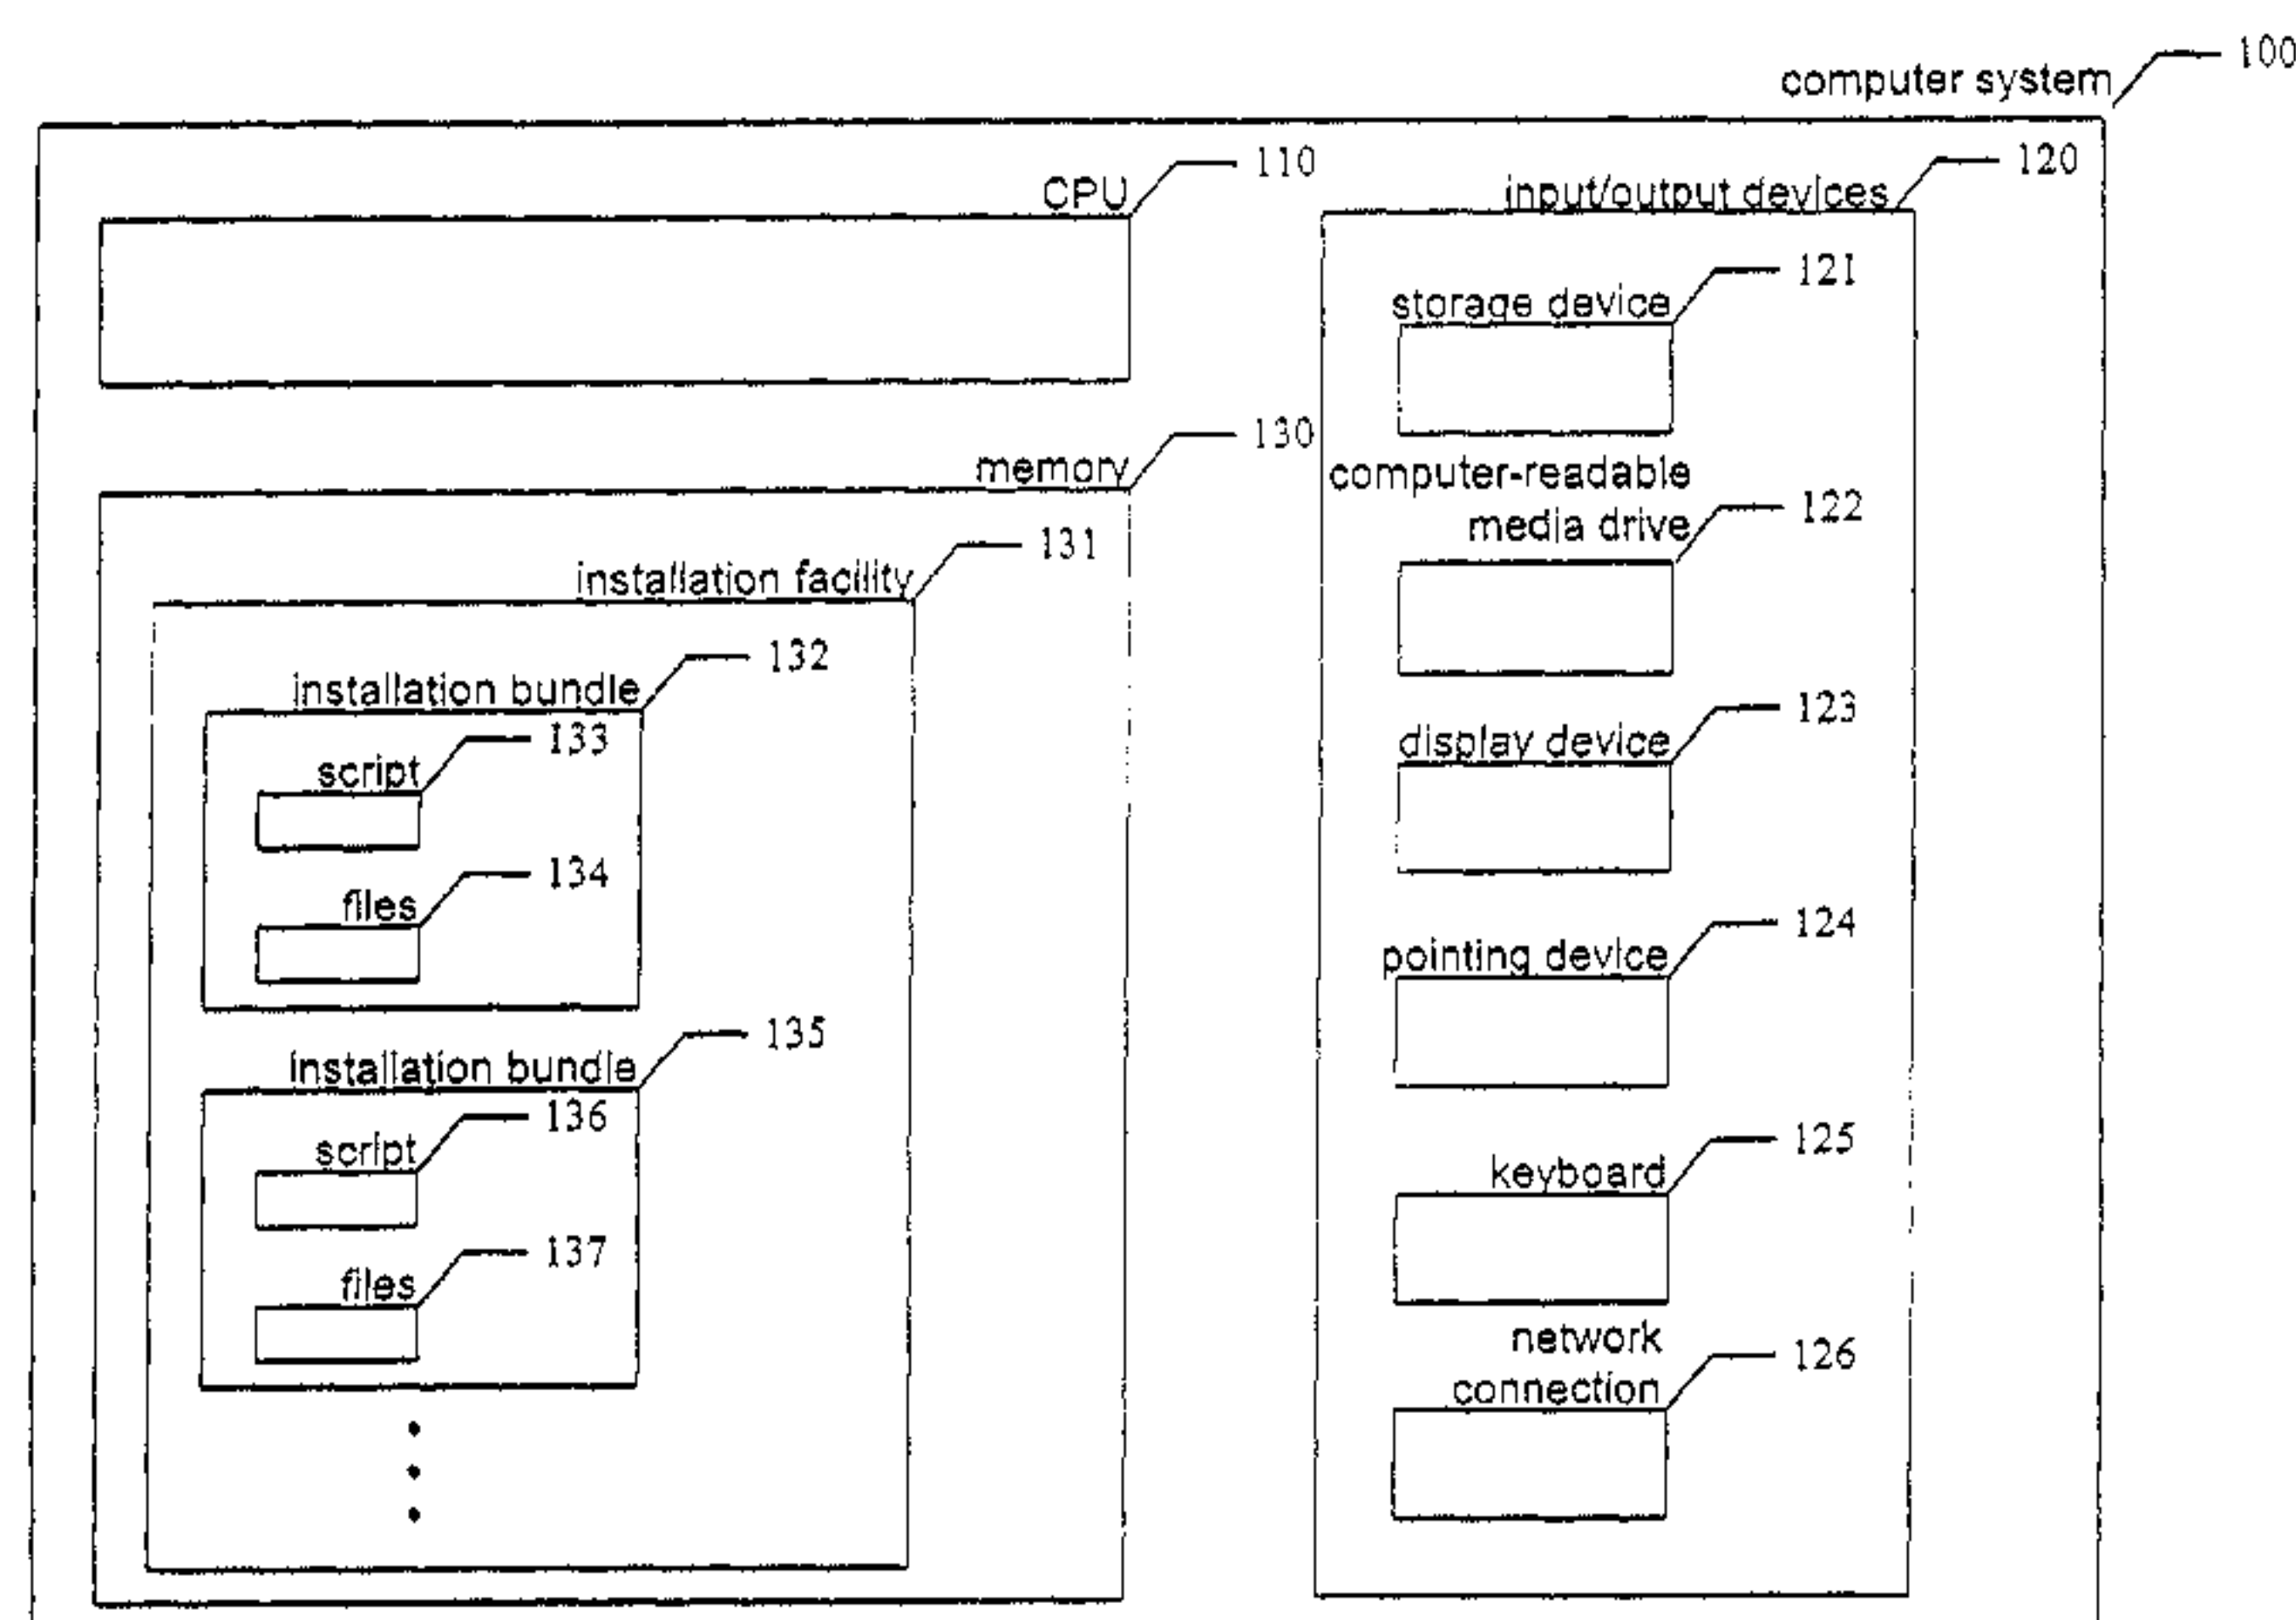 computer system 100
CPU 110
memory 130
installation facility 131
installation bundle 132
script 133
files 134
installation bundle 135
script 136
files 137
input/output devices 120
storage device 121
computer-readable
media drive 122
display device 123
pointing device 124
keyboard 125
network
connection 126